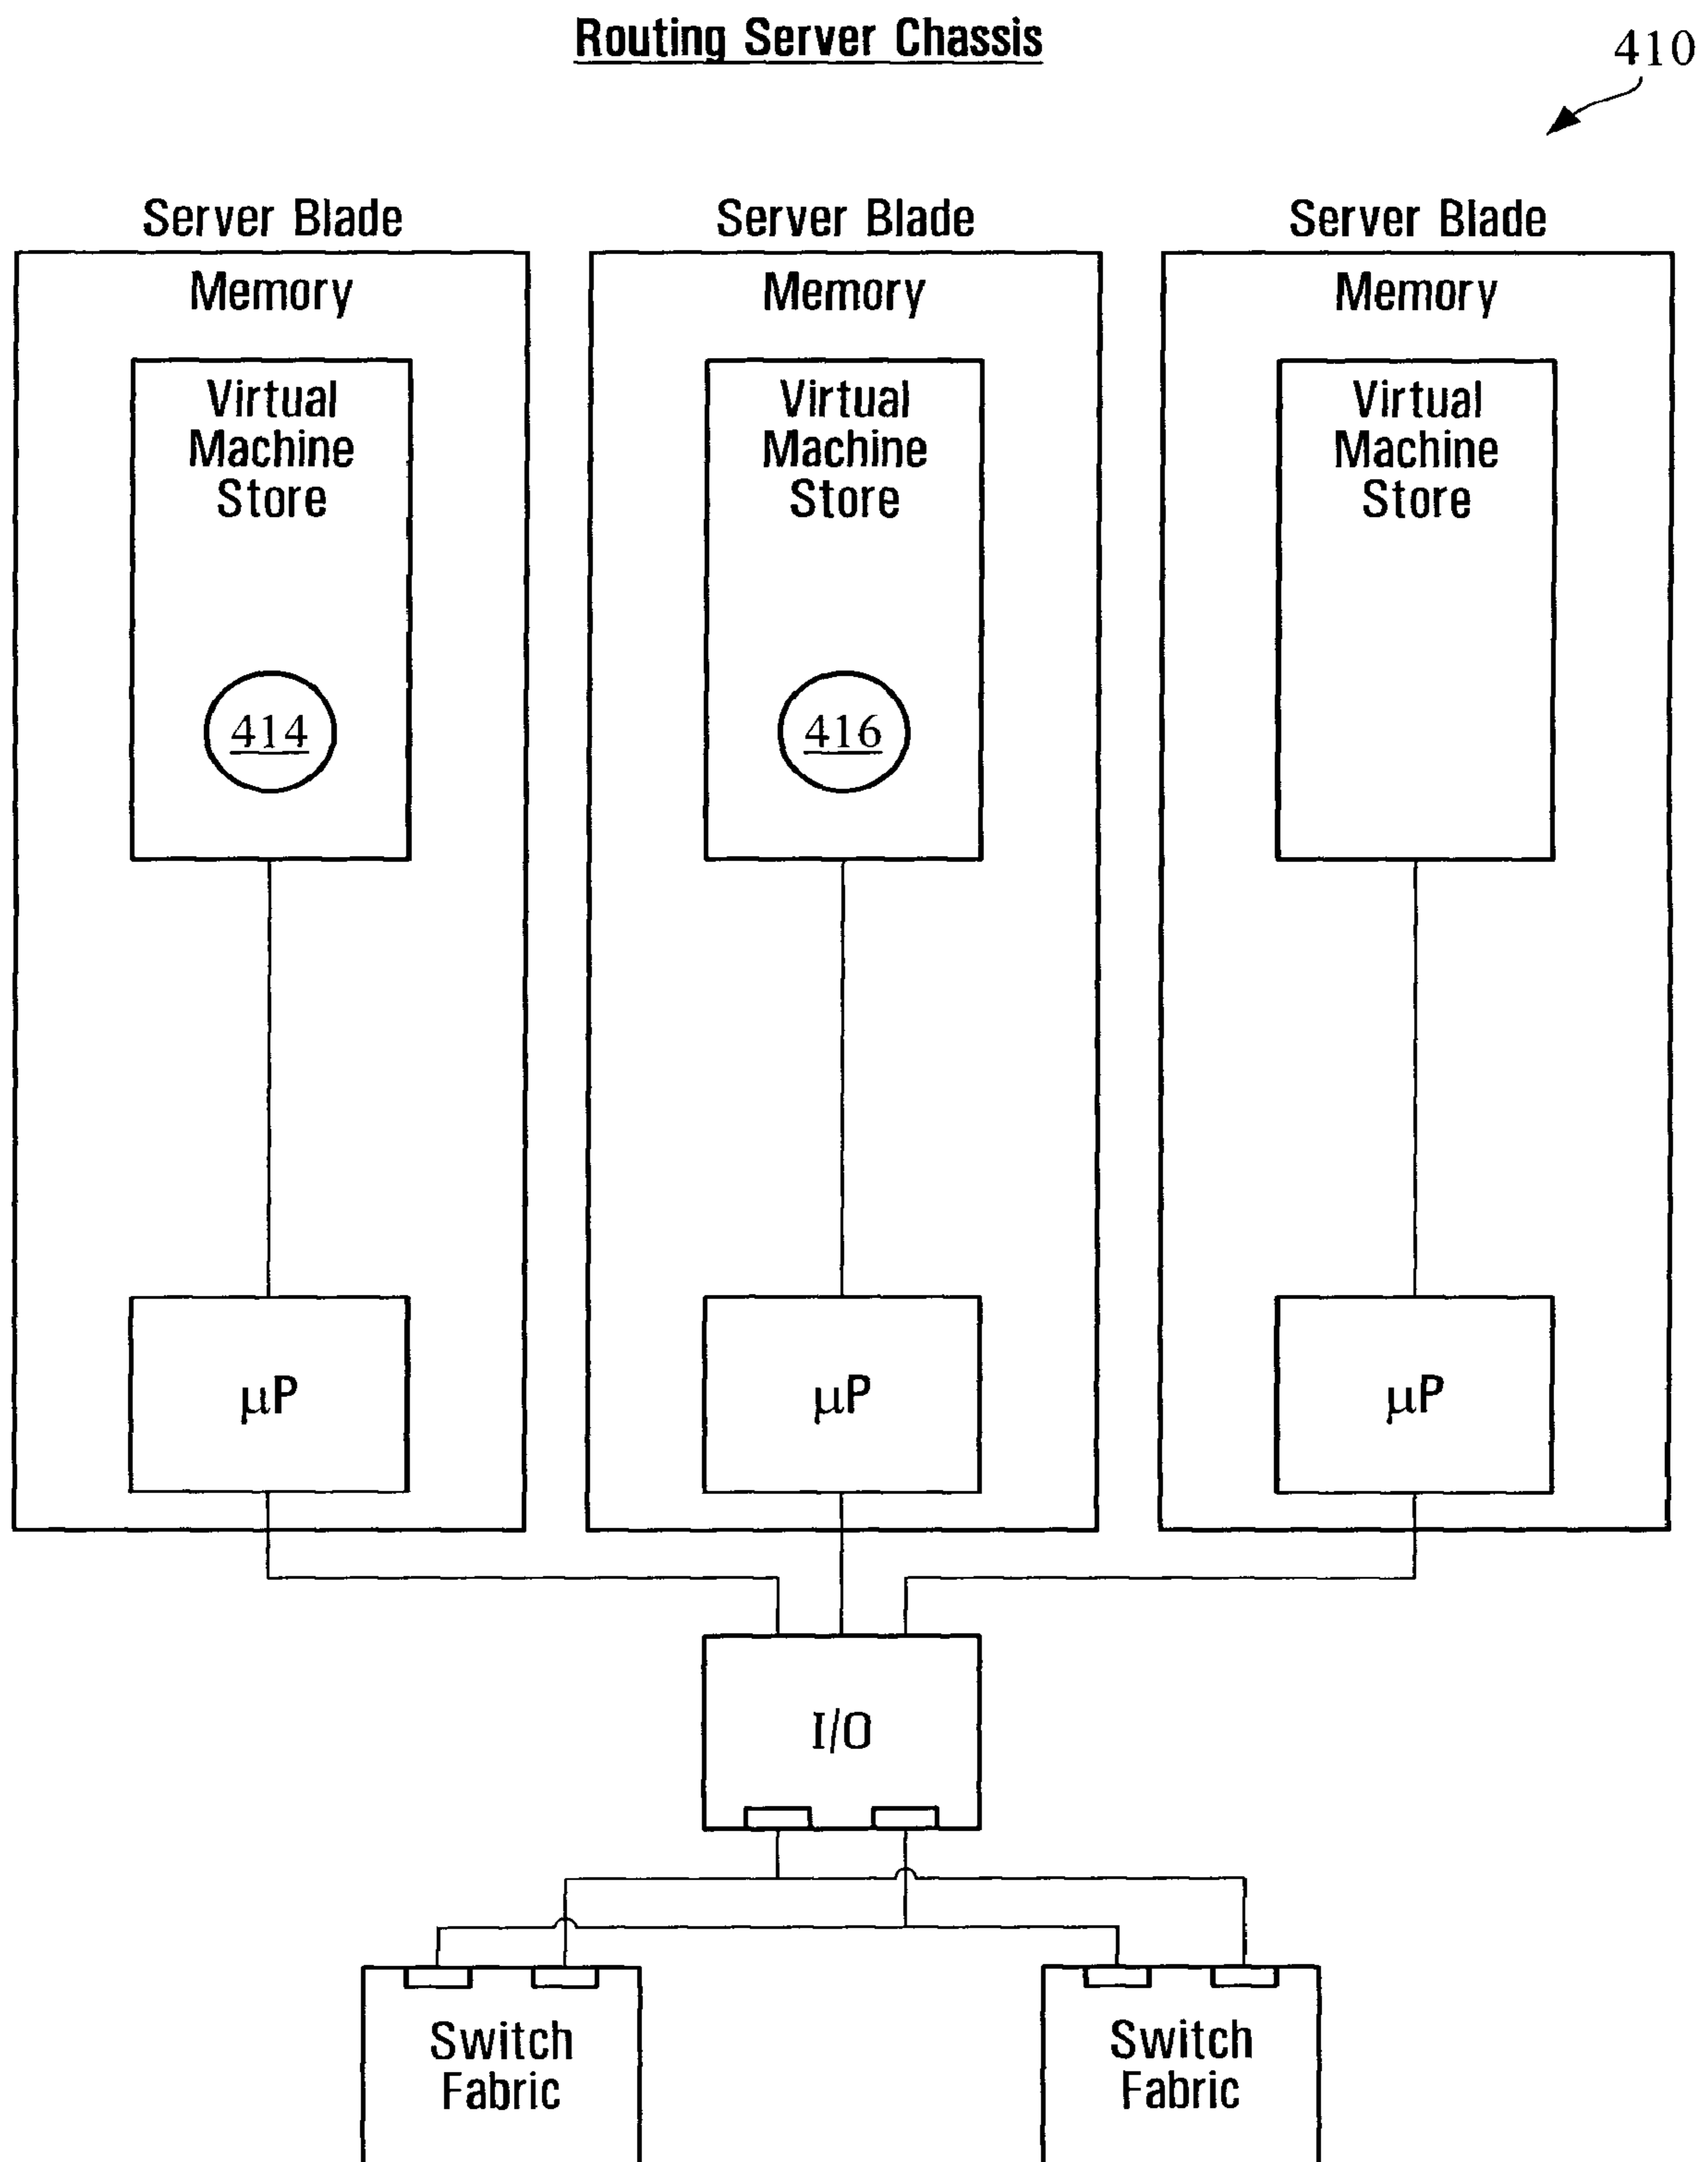 Routing Server Chassis
410
Server Blade
Server Blade
Server Blade
Memory
Memory
Memory
Virtual
Machine
Store
Virtual
Machine
Store
Virtual
Machine
Store
414
416
µP
µP
µP
I/O
Switch
Fabric
Switch
Fabric